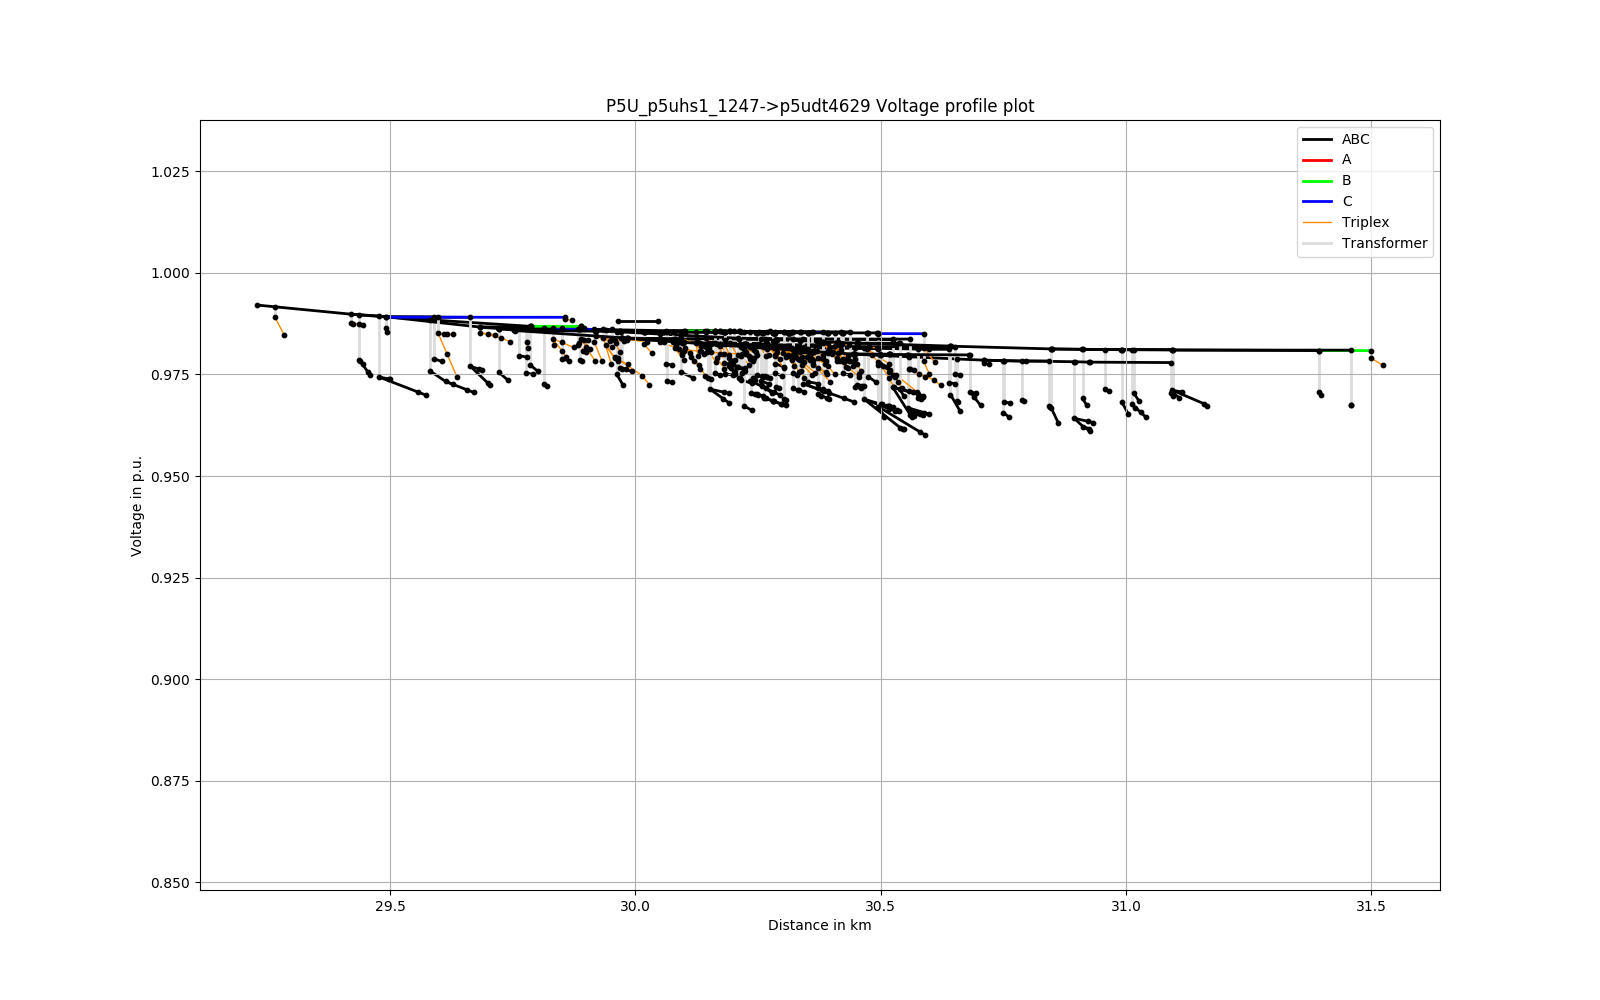 P5U_p5uhs1_1247->p5udt4629 Voltage profile plot
ABC
A
B
C
Triplex
Transformer
1.025
1.000
0.975
0.950
0.925
0.900
0.875
0.850
Voltage in p.u.
29.5
30.0
30.5
31.0
31.5
Distance in km